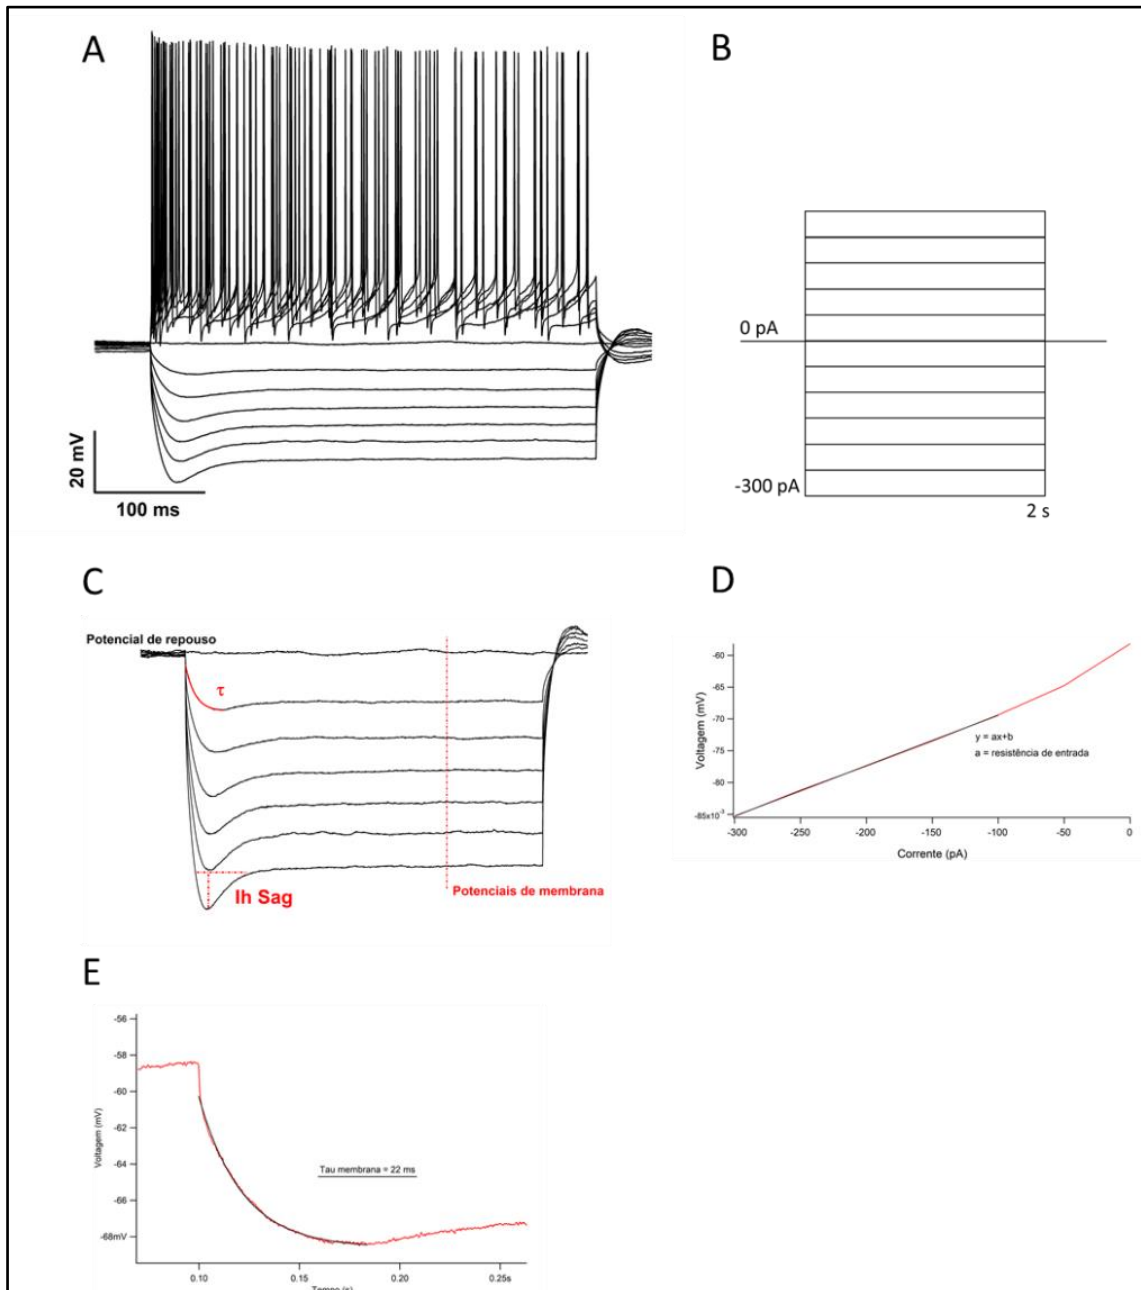 A
20 mV
100 ms
B
0 pA
-300 pA
2 s
C
Potencial de repouso
τ
Ih Sag
Potenciais de membrana
D
Voltagem (mV)
-60
-65
-70
-75
-80
-85x10⁻³
y = ax+b
a = resistência de entrada
-300
-250
-200
-150
-100
-50
0
Corrente (pA)
E
Voltagem (mV)
-56
-58
-60
-62
-64
-66
-68mV
Tau membrana = 22 ms
0.10
0.15
0.20
0.25s
Tempo (s)